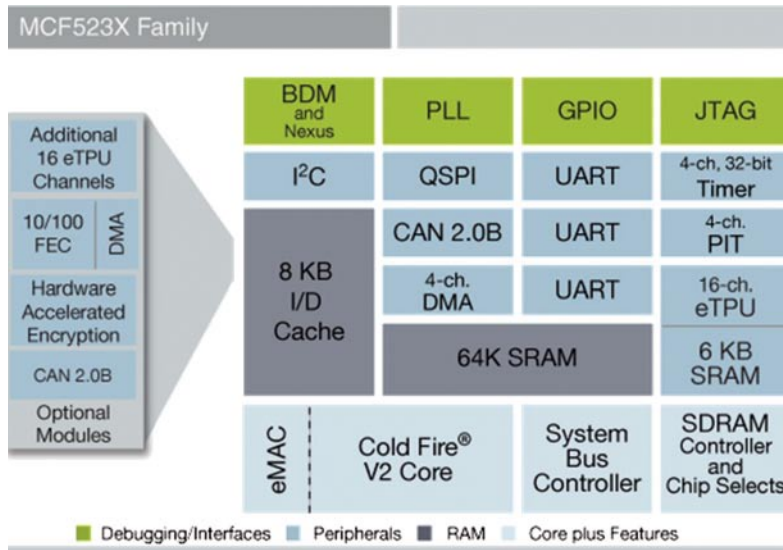 MCF523X Family
Additional
16 eTPU
Channels
10/100
FEC
DMA
Hardware
Accelerated
Encryption
CAN 2.0B
Optional
Modules
BDM
and
Nexus
PLL
GPIO
JTAG
I²C
QSPI
UART
4-ch, 32-bit
Timer
8 KB
I/D
Cache
CAN 2.0B
UART
4-ch.
PIT
4-ch.
DMA
UART
16-ch.
eTPU
64K SRAM
6 KB
SRAM
eMAC
Cold Fire®
V2 Core
System
Bus
Controller
SDRAM
Controller
and
Chip Selects
Debugging/Interfaces
Peripherals
RAM
Core plus Features